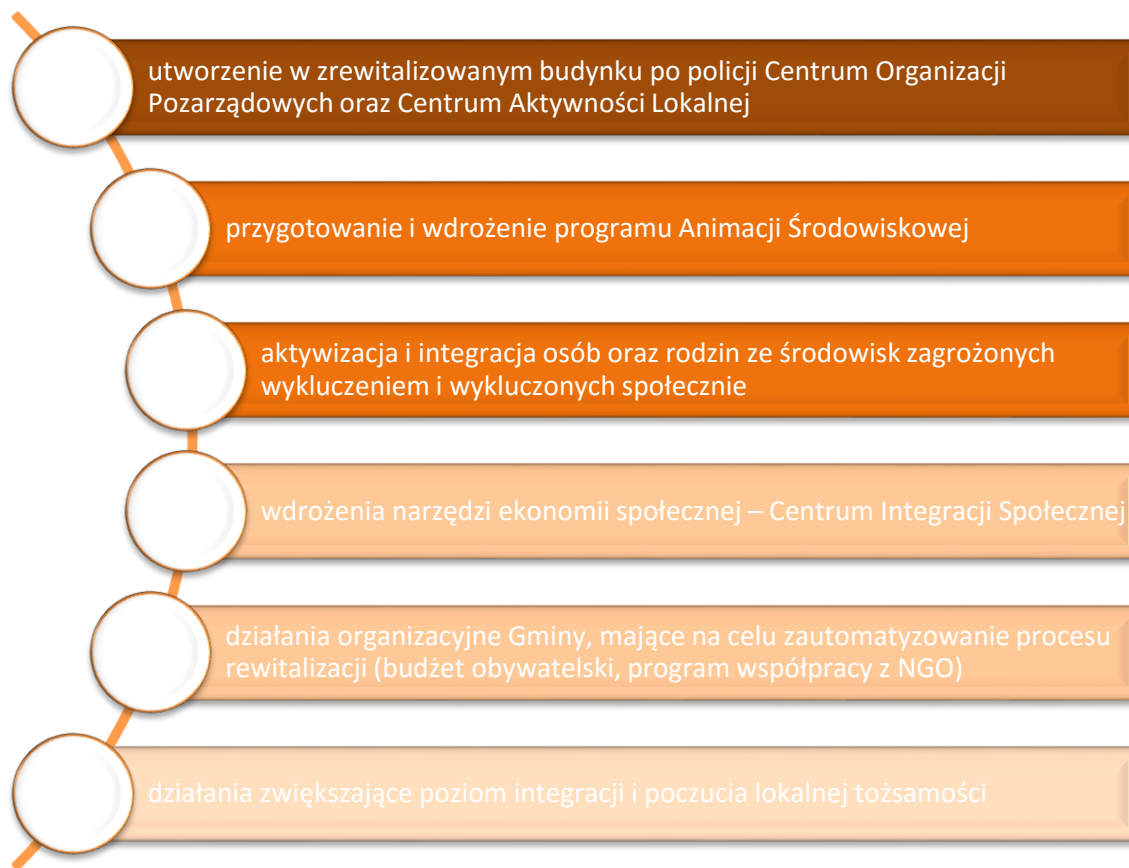 utworzenie w zrewitalizowanym budynku po policji Centrum Organizacji
Pozarządowych oraz Centrum Aktywności Lokalnej
przygotowanie i wdrożenie programu Animacji Środowiskowej
aktywizacja i integracja osób oraz rodzin ze środowisk zagrożonych
wykluczeniem i wykluczonych społecznie
wdrożenia narzędzi ekonomii społecznej – Centrum Integracji Społecznej
działania organizacyjne Gminy, mające na celu zautomatyzowanie procesu
rewitalizacji (budżet obywatelski, program współpracy z NGO)
działania zwiększające poziom integracji i poczucia lokalnej tożsamości